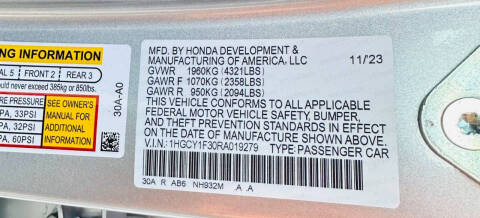 NG INFORMATION
AL 5 FRONT 2 REAR 3
uld never exceed 385kg or 850lbs.
RE PRESSURE SEE OWNER'S
PA, 33PSI MANUAL FOR
PA, 32PSI ADDITIONAL
PA, 60PSI INFORMATION
30A-A0
MFD. BY HONDA DEVELOPMENT & 11/23
MANUFACTURING OF AMERICA, LLC
GVWR 1960KG (4321LBS)
GAWR F 1070KG (2358LBS)
GAWR R 950KG (2094LBS)
THIS VEHICLE CONFORMS TO ALL APPLICABLE
FEDERAL MOTOR VEHICLE SAFETY, BUMPER,
AND THEFT PREVENTION STANDARDS IN EFFECT
ON THE DATE OF MANUFACTURE SHOWN ABOVE.
V.I.N.: 1HGCY1F30RA019279 TYPE: PASSENGER CAR
30A R AB6 NH932M .A .A